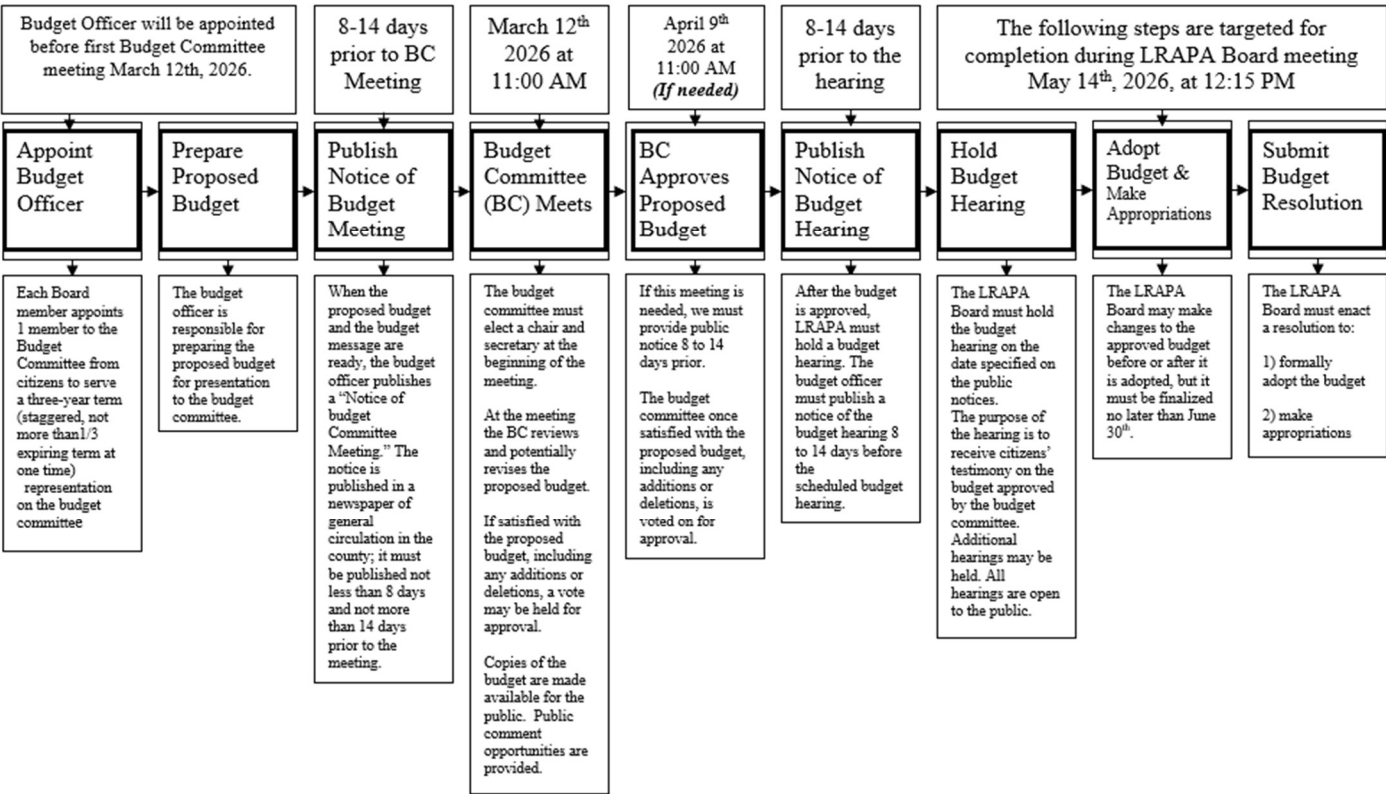 Budget Officer will be appointed
before first Budget Committee
meeting March 12th, 2026.
8-14 days
prior to BC
Meeting
March 12th
2026 at
11:00 AM
April 9th
2026 at
11:00 AM
(If needed)
8-14 days
prior to the
hearing
The following steps are targeted for
completion during LRAPA Board meeting
May 14th, 2026, at 12:15 PM
Appoint
Budget
Officer
Prepare
Proposed
Budget
Publish
Notice of
Budget
Meeting
Budget
Committee
(BC) Meets
BC
Approves
Proposed
Budget
Publish
Notice of
Budget
Hearing
Hold
Budget
Hearing
Adopt
Budget &
Make
Appropriations
Submit
Budget
Resolution
Each Board
member appoints
1 member to the
Budget
Committee from
citizens to serve
a three-year term
(staggered, not
more than1/3
expiring term at
one time)
representation
on the budget
committee
The budget
officer is
responsible for
preparing the
proposed budget
for presentation
to the budget
committee.
When the
proposed budget
and the budget
message are
ready, the budget
officer publishes
a “Notice of
budget
Committee
Meeting.” The
notice is
published in a
newspaper of
general
circulation in the
county; it must
be published not
less than 8 days
and not more
than 14 days
prior to the
meeting.
The budget
committee must
elect a chair and
secretary at the
beginning of the
meeting.
At the meeting
the BC reviews
and potentially
revises the
proposed budget.
If satisfied with
the proposed
budget, including
any additions or
deletions, a vote
may be held for
approval.
Copies of the
budget are made
available for the
public. Public
comment
opportunities are
provided.
If this meeting is
needed, we must
provide public
notice 8 to 14
days prior.
The budget
committee once
satisfied with the
proposed budget,
including any
additions or
deletions, is
voted on for
approval.
After the budget
is approved,
LRAPA must
hold a budget
hearing. The
budget officer
must publish a
notice of the
budget hearing 8
to 14 days before
the
scheduled budget
hearing.
The LRAPA
Board must hold
the budget
hearing on the
date specified on
the public
notices.
The purpose of
the hearing is to
receive citizens’
testimony on the
budget approved
by the budget
committee.
Additional
hearings may be
held. All
hearings are open
to the public.
The LRAPA
Board may make
changes to the
approved budget
before or after it
is adopted, but it
must be finalized
no later than June
30th.
The LRAPA
Board must enact
a resolution to:
1) formally
adopt the budget
2) make
appropriations